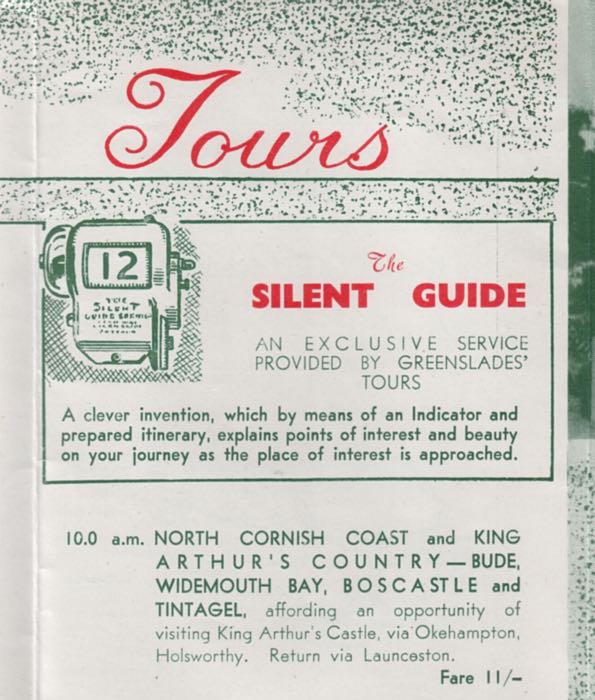 Tours
12
THE
SILENT
GUIDE
The
SILENT GUIDE
AN EXCLUSIVE SERVICE
PROVIDED BY GREENSLADES'
TOURS
A clever invention, which by means of an Indicator and
prepared itinerary, explains points of interest and beauty
on your journey as the place of interest is approached.
10.0 a.m. NORTH CORNISH COAST and KING
ARTHUR'S COUNTRY—BUDE,
WIDEMOUTH BAY, BOSCASTLE and
TINTAGEL, affording an opportunity of
visiting King Arthur's Castle, via Okehampton,
Holsworthy. Return via Launceston.
Fare 11/-